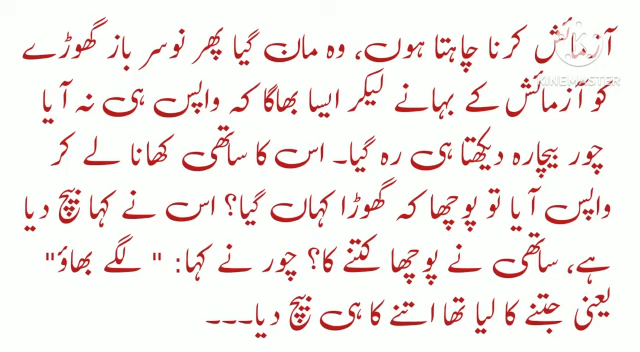 آزمائش کرنا چاہتا ہوں، وہ مان گیا پھر نوسر باز گھوڑے
کو آزمائش کے بہانے لیکر ایسا بھاگا کہ واپس ہی نہ آیا
چور بیچارہ دیکھتا ہی رہ گیا۔ اس کا ساتھی کھانا لے کر
واپس آیا تو پوچھا کہ گھوڑا کہاں گیا؟ اس نے کہا بیچ دیا
ہے، ساتھی نے پوچھا کتنے کا؟ چور نے کہا: " لگے بھاؤ"
یعنی جتنے کا لیا تھا اتنے کا ہی بیچ دیا۔۔۔
KINEMASTER